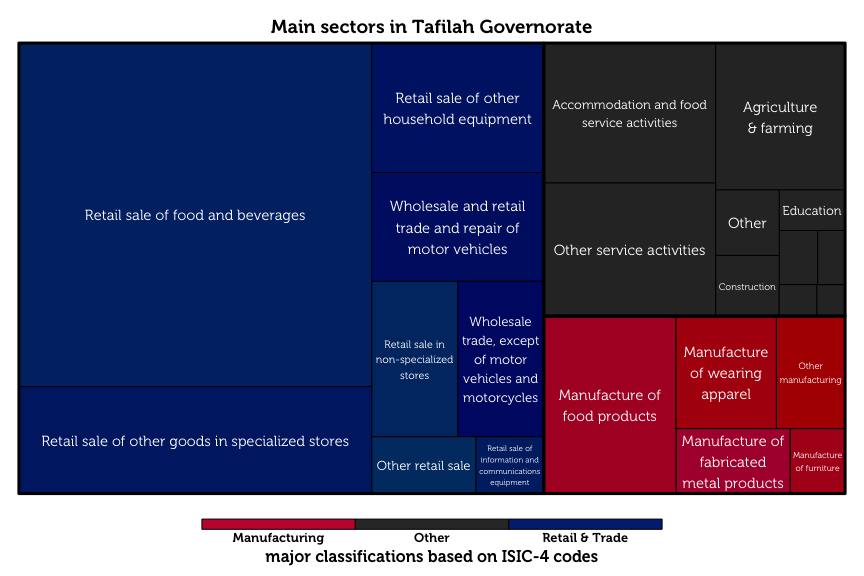 Main sectors in Tafilah Governorate
Retail sale of food and beverages
Retail sale of other goods in specialized stores
Retail sale of other
household equipment
Wholesale and retail
trade and repair of
motor vehicles
Retail sale in
non-specialized
stores
Wholesale
trade, except
of motor
vehicles and
motorcycles
Other retail sale
Retail sale of
information and
communications
equipment
Accommodation and food
service activities
Other service activities
Agriculture
& farming
Other
Education
Construction
Manufacture of
food products
Manufacture
of wearing
apparel
Other
manufacturing
Manufacture of
fabricated
metal products
Manufacture
of furniture
Manufacturing
Other
Retail & Trade
major classifications based on ISIC-4 codes